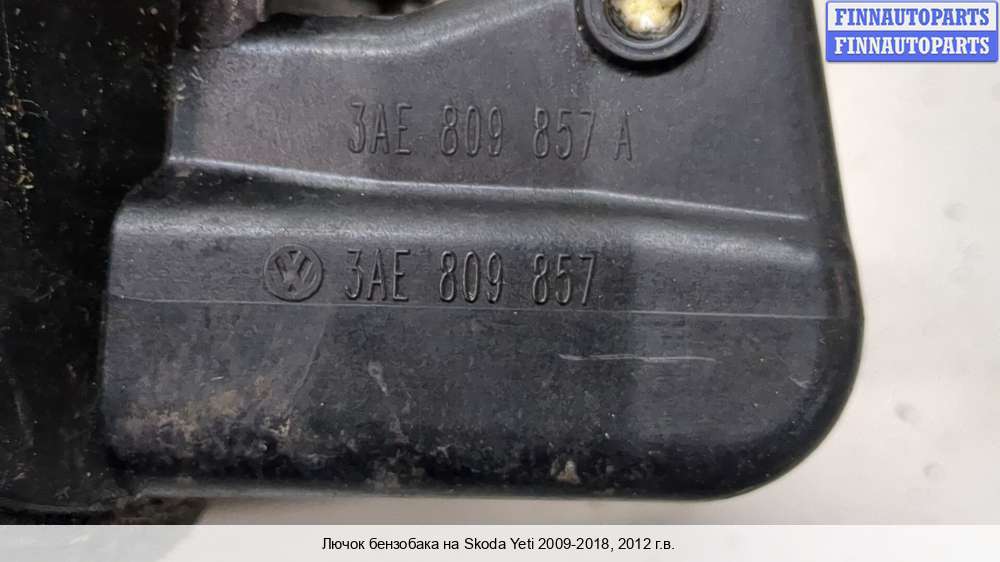 FINNAUTOPARTS
FINNAUTOPARTS
3AE 809 857 A
3AE 809 857
Лючок бензобака на Skoda Yeti 2009-2018, 2012 г.в.